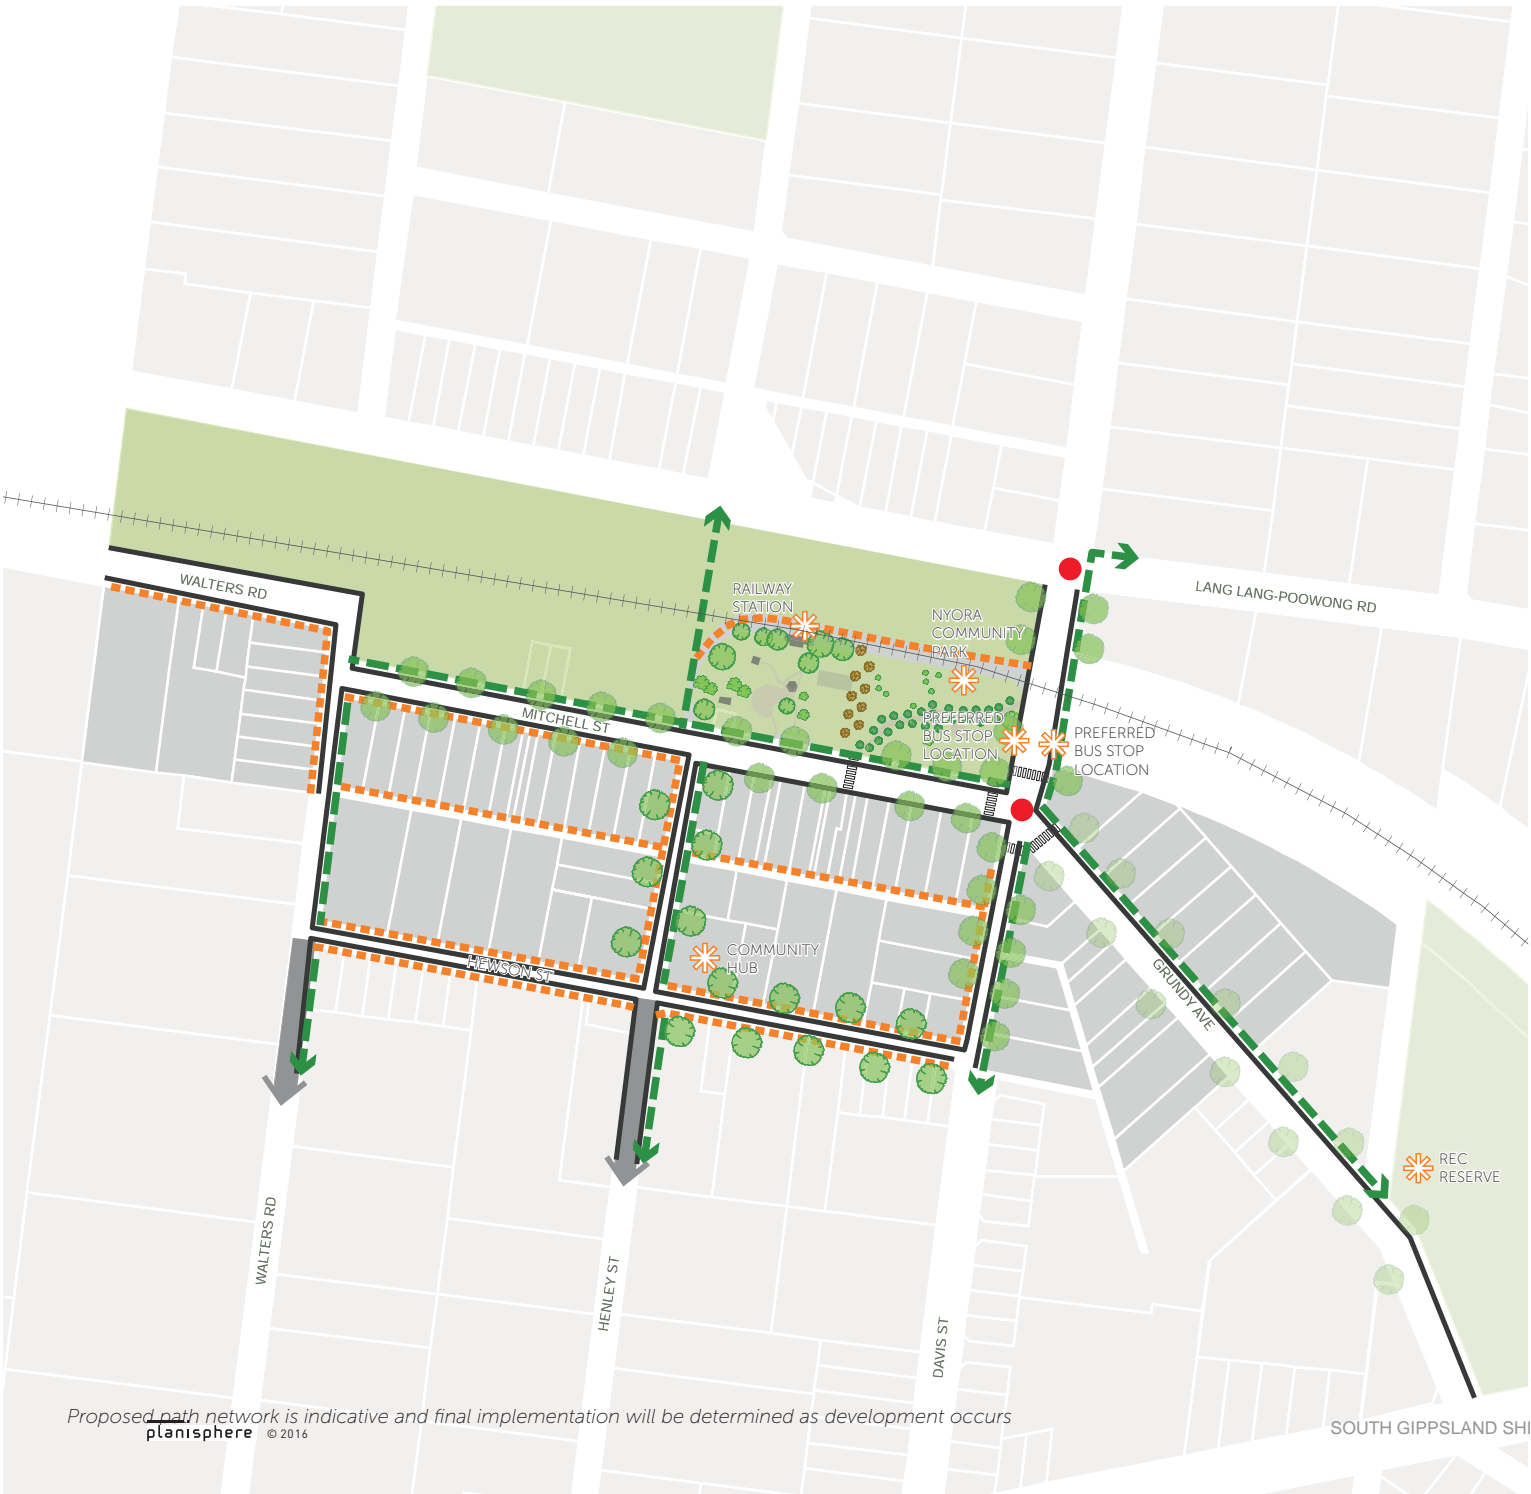 WALTERS RD
RAILWAY
STATION
NYORA
COMMUNITY
PARK
LANG LANG-POOWONG RD
MITCHELL ST
PREFERRED
BUS STOP
LOCATION
PREFERRED
BUS STOP
LOCATION
COMMUNITY
HUB
HEWSON ST
GRUNDY AVE
REC
RESERVE
WALTERS RD
HENLEY ST
DAVIS ST
Proposed path network is indicative and final implementation will be determined as development occurs
planisphere © 2016
SOUTH GIPPSLAND SHI